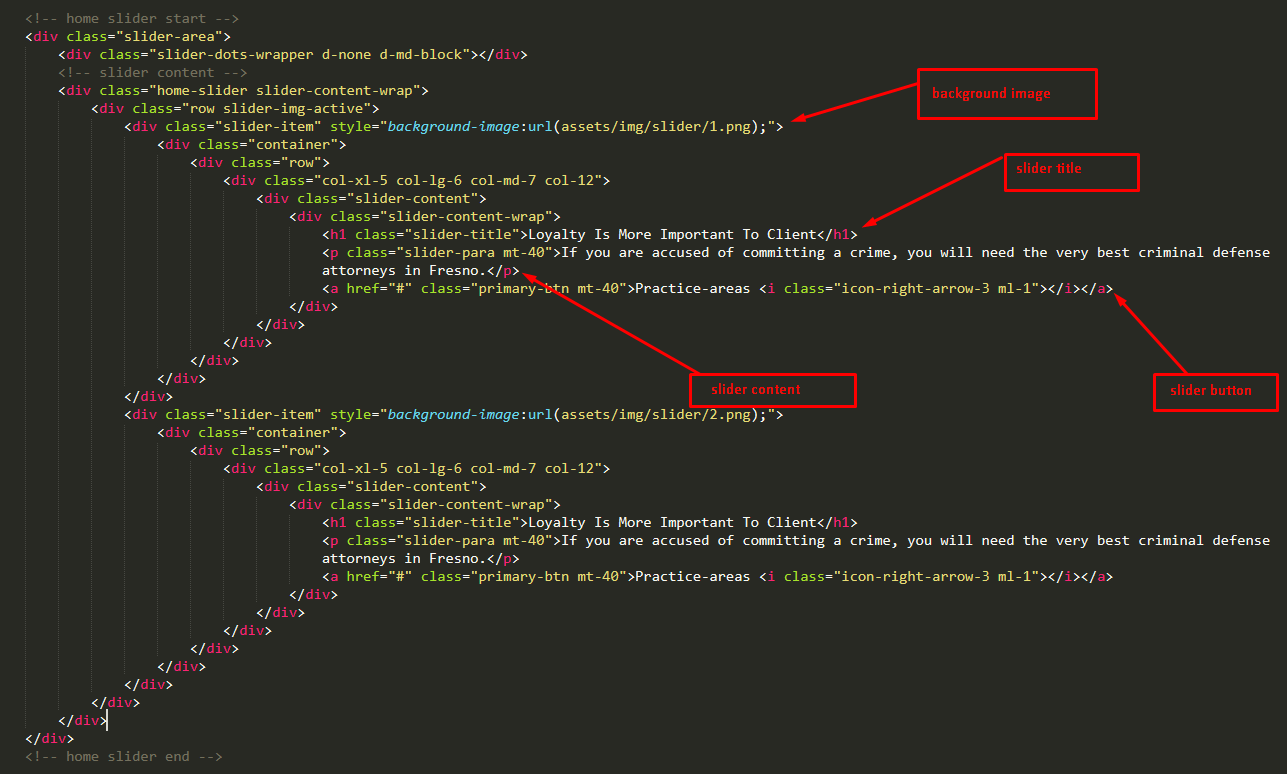 <!-- home slider start -->
<div class="slider-area">
<div class="slider-dots-wrapper d-none d-md-block"></div>
<!-- slider content -->
<div class="home-slider slider-content-wrap">
background image
<div class="row slider-img-active">
<div class="slider-item" style="background-image:url(assets/img/slider/1.png);">
<div class="container">
<div class="row">
slider title
<div class="col-xl-5 col-lg-6 col-md-7 col-12">
<div class="slider-content">
<div class="slider-content-wrap">
<h1 class="slider-title">Loyalty Is More Important To Client</h1>
<p class="slider-para mt-40">If you are accused of committing a crime, you will need the very best criminal defense
attorneys in Fresno.</p>
<a href="#" class="primary-btn mt-40">Practice-areas <i class="icon-right-arrow-3 ml-1"></i></a>
</div>
</div>
</div>
</div>
</div>
slider content
slider button
</div>
<div class="slider-item" style="background-image:url(assets/img/slider/2.png);">
<div class="container">
<div class="row">
<div class="col-xl-5 col-lg-6 col-md-7 col-12">
<div class="slider-content">
<div class="slider-content-wrap">
<h1 class="slider-title">Loyalty Is More Important To Client</h1>
<p class="slider-para mt-40">If you are accused of committing a crime, you will need the very best criminal defense
attorneys in Fresno.</p>
<a href="#" class="primary-btn mt-40">Practice-areas <i class="icon-right-arrow-3 ml-1"></i></a>
</div>
</div>
</div>
</div>
</div>
</div>
</div>
</div>
</div>
<!-- home slider end -->